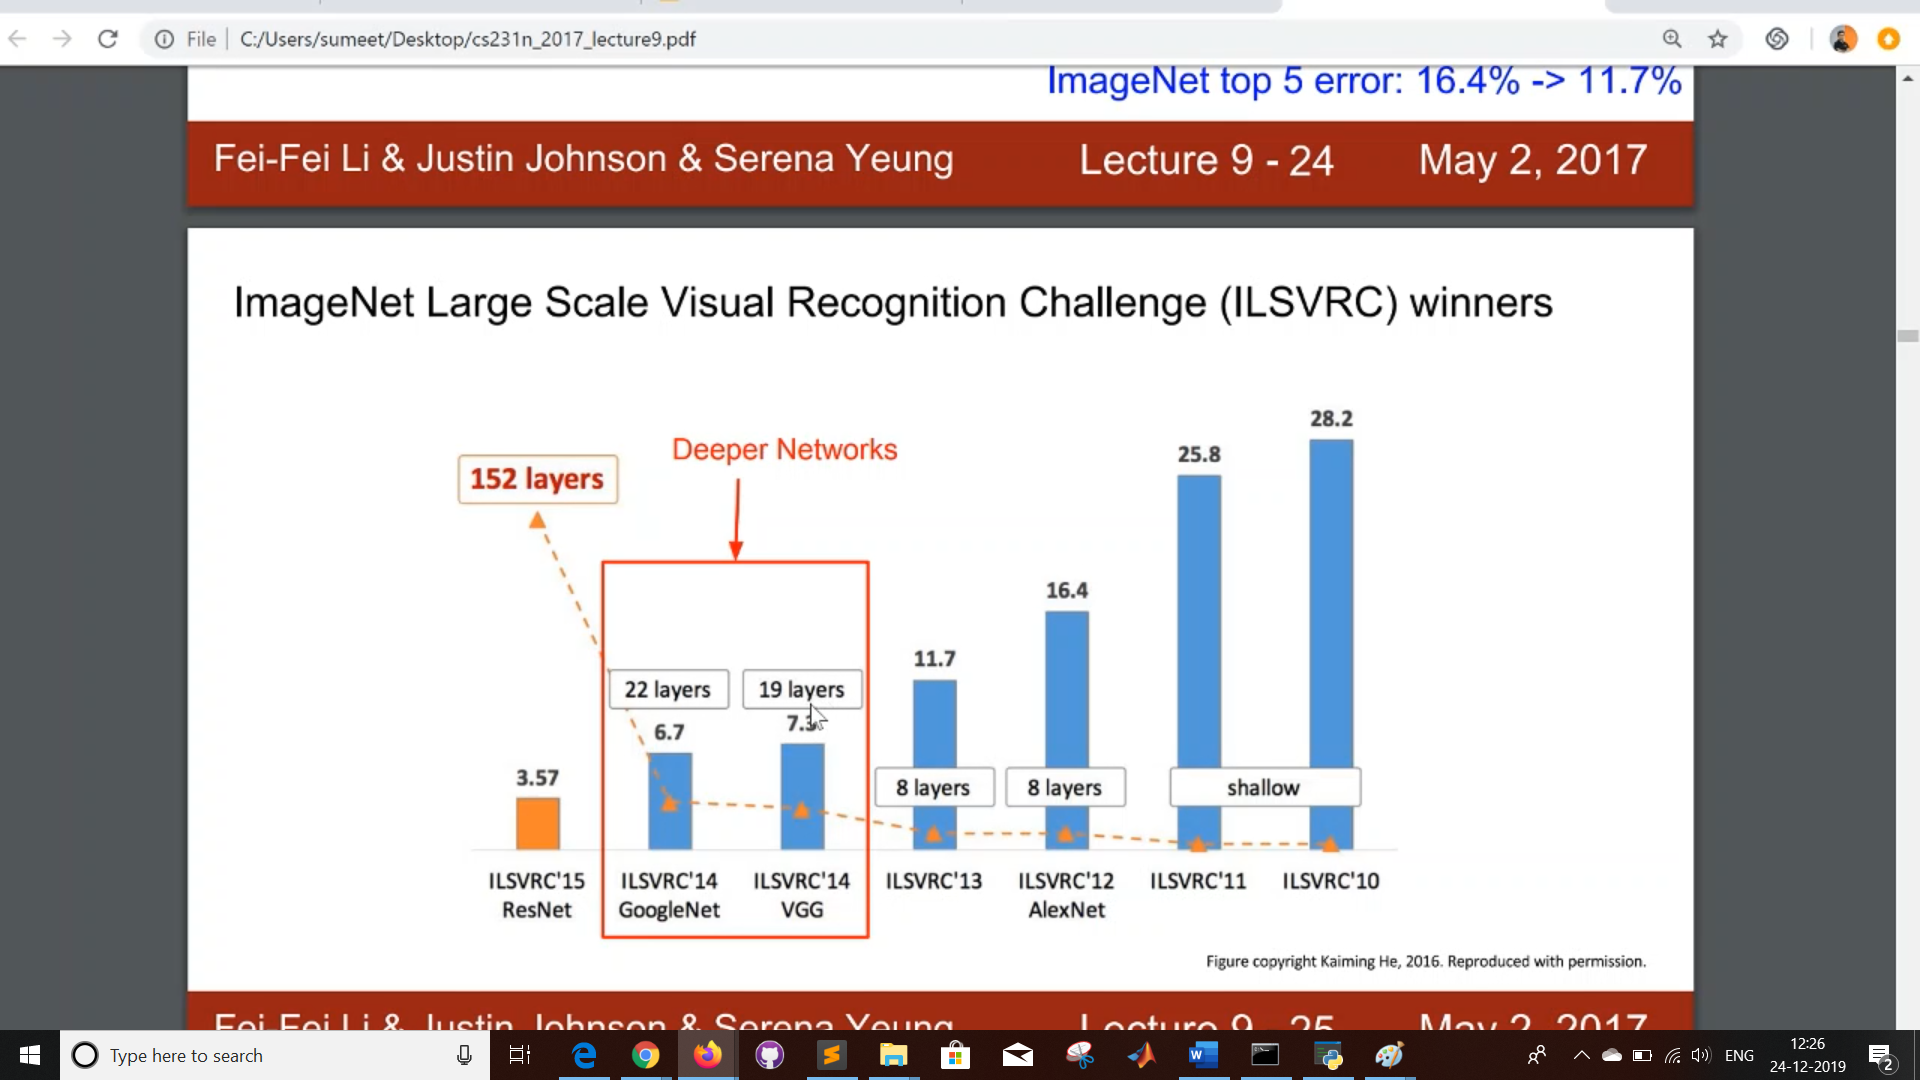 File | C:/Users/sumeet/Desktop/cs231n_2017_lecture9.pdf
ImageNet top 5 error: 16.4% -> 11.7%
Fei-Fei Li & Justin Johnson & Serena Yeung Lecture 9 - 24 May 2, 2017
ImageNet Large Scale Visual Recognition Challenge (ILSVRC) winners
28.2
Deeper Networks
25.8
152 layers
16.4
11.7
22 layers
19 layers
6.7
3.57
8 layers
8 layers
shallow
ILSVRC'15 ILSVRC'14 ILSVRC'14 ILSVRC'13 ILSVRC'12 ILSVRC'11 ILSVRC'10
ResNet GoogleNet VGG AlexNet
Figure copyright Kaiming He, 2016. Reproduced with permission.
Fei-Fei Li & Justin Johnson & Serena Yeung Lecture 9 - 25 May 2, 2017
Type here to search
ENG
12:26
24-12-2019
2